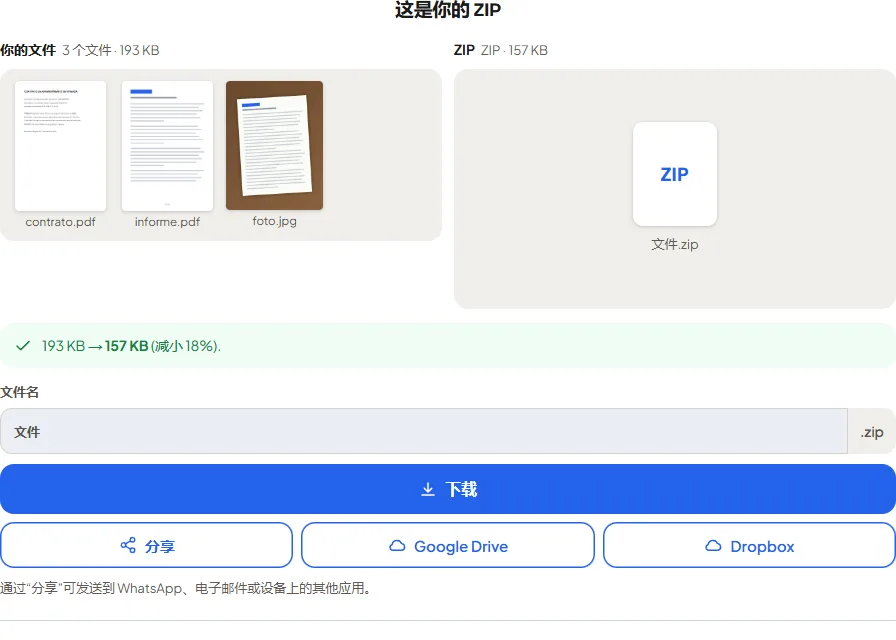 这是你的 ZIP
你的文件 3 个文件 · 193 KB
ZIP ZIP · 157 KB
contrato.pdf
informe.pdf
foto.jpg
ZIP
文件.zip
193 KB → 157 KB (减小 18%).
文件名
文件
.zip
下载
分享
Google Drive
Dropbox
通过“分享”可发送到 WhatsApp、电子邮件或设备上的其他应用。